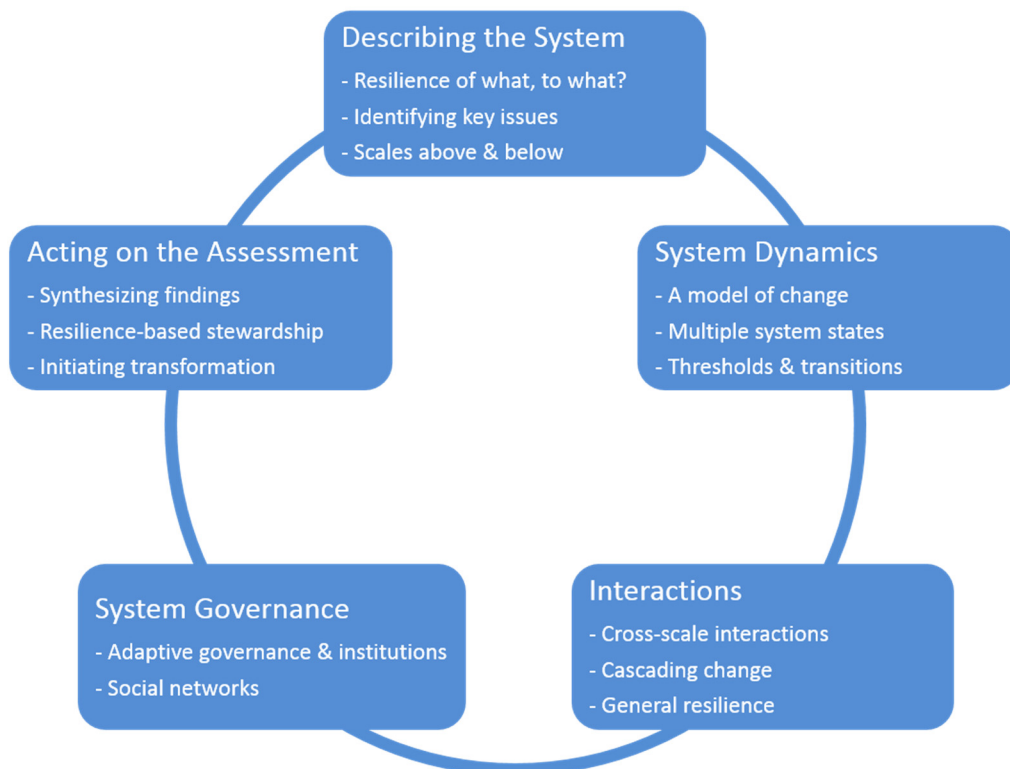 Describing the System
- Resilience of what, to what?
- Identifying key issues
- Scales above & below
Acting on the Assessment
- Synthesizing findings
- Resilience-based stewardship
- Initiating transformation
System Dynamics
- A model of change
- Multiple system states
- Thresholds & transitions
System Governance
- Adaptive governance & institutions
- Social networks
Interactions
- Cross-scale interactions
- Cascading change
- General resilience